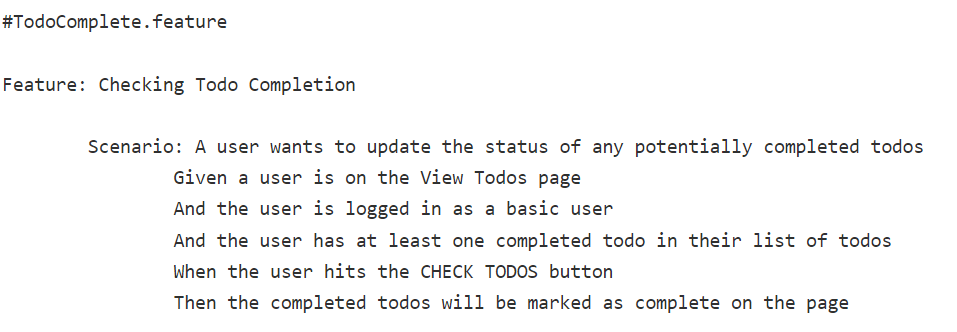 #TodoComplete.feature
Feature: Checking Todo Completion
Scenario: A user wants to update the status of any potentially completed todos
Given a user is on the View Todos page
And the user is logged in as a basic user
And the user has at least one completed todo in their list of todos
When the user hits the CHECK TODOS button
Then the completed todos will be marked as complete on the page